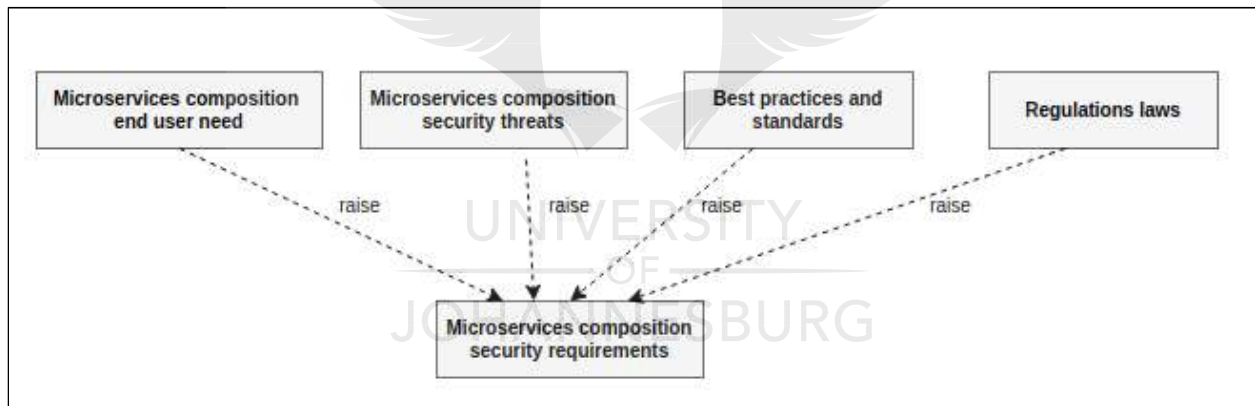 Microservices composition
end user need
Microservices composition
security threats
Best practices and
standards
Regulations laws
raise
raise
raise
raise
UNIVERSITY
OF
JOHANNESBURG
Microservices composition
security requirements